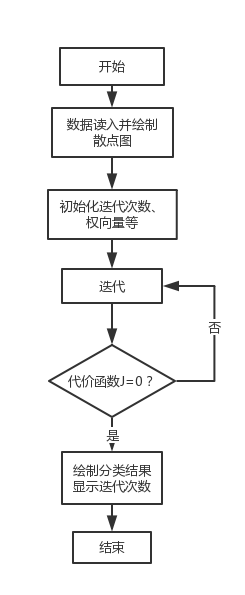 开始
数据读入并绘制
散点图
初始化迭代次数、
权向量等
迭代
否
代价函数J=0？
是
绘制分类结果
显示迭代次数
结束